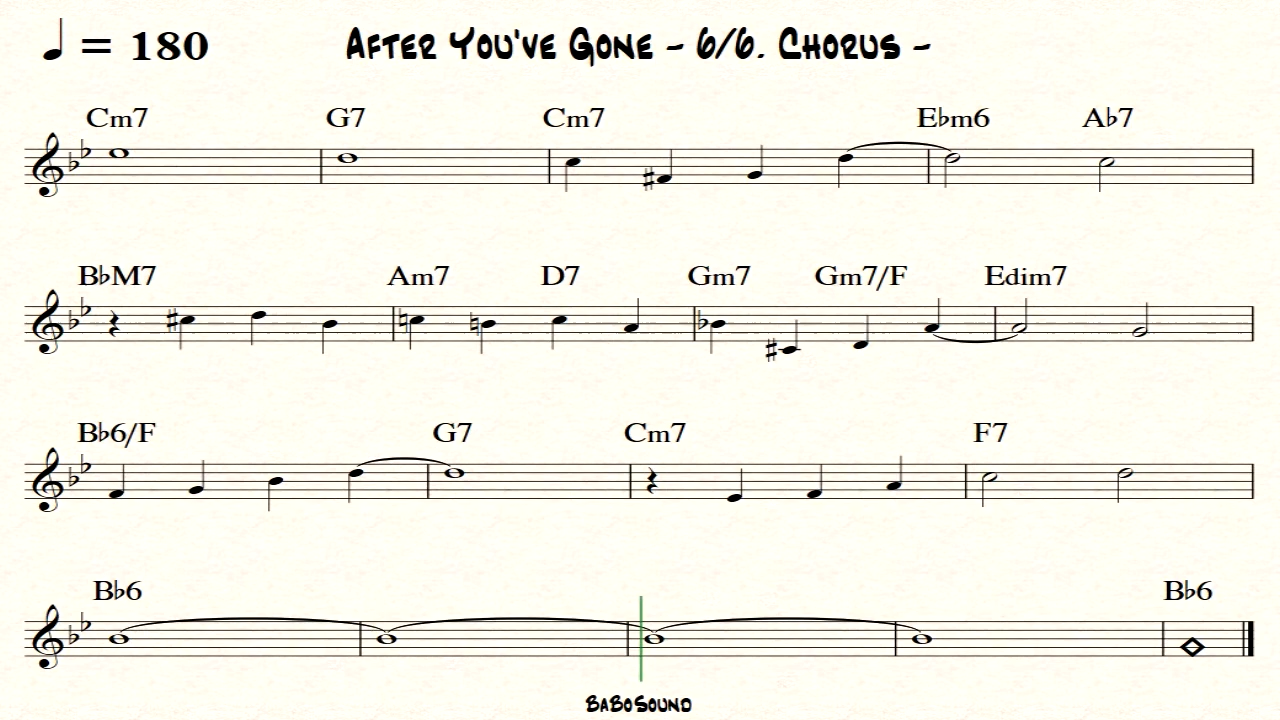 ♩ = 180 After You've Gone - 6/6. Chorus -
Cm7 G7 Cm7 E♭m6 A♭7
B♭M7 Am7 D7 Gm7 Gm7/F Edim7
B♭6/F G7 Cm7 F7
B♭6 B♭6
BaBoSound